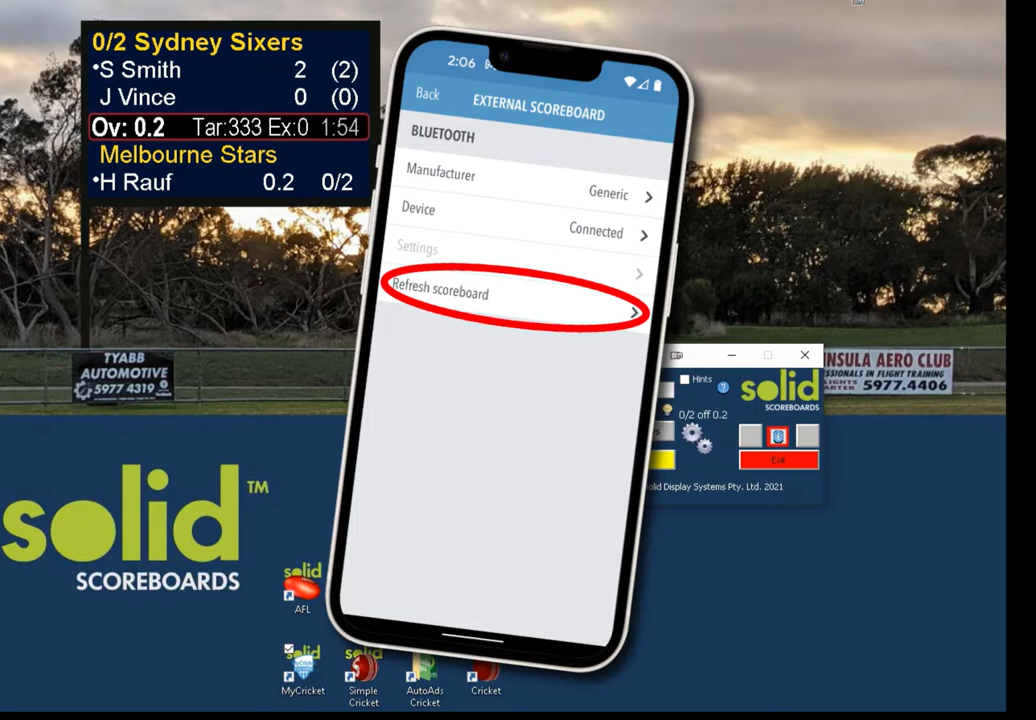 0/2 Sydney Sixers
•S Smith 2 (2)
J Vince 0 (0)
Ov: 0.2 Tar:333 Ex:0 1:54
Melbourne Stars
•H Rauf 0.2 0/2
2:06
Back EXTERNAL SCOREBOARD
BLUETOOTH
Manufacturer Generic
Device Connected
Settings
Refresh scoreboard
TYABB
AUTOMOTIVE
5977 4319
NSULA AERO CLUB
SSIONALS IN FLIGHT TRAINING
5977.4406
Hints
solid
SCOREBOARDS
0/2 off 0.2
Exit
olid Display Systems Pty. Ltd. 2021
solid TM
SCOREBOARDS
solid
AFL
solid
MyCricket
Simple
Cricket
AutoAds
Cricket
Cricket